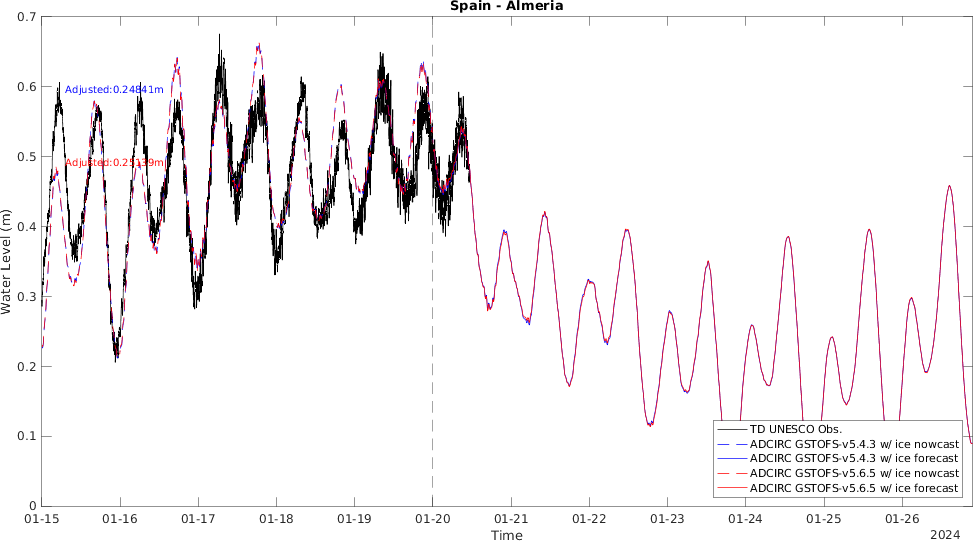 Spain - Almeria
0.7
0.6
0.5
0.4
0.3
0.2
0.1
0
Water Level (m)
Adjusted:0.24841m
Adjusted:0.25139m
TD UNESCO Obs.
ADCIRC GSTOFS-v5.4.3 w/ ice nowcast
ADCIRC GSTOFS-v5.4.3 w/ ice forecast
ADCIRC GSTOFS-v5.6.5 w/ ice nowcast
ADCIRC GSTOFS-v5.6.5 w/ ice forecast
01-15 01-16 01-17 01-18 01-19 01-20 01-21 01-22 01-23 01-24 01-25 01-26
Time
2024